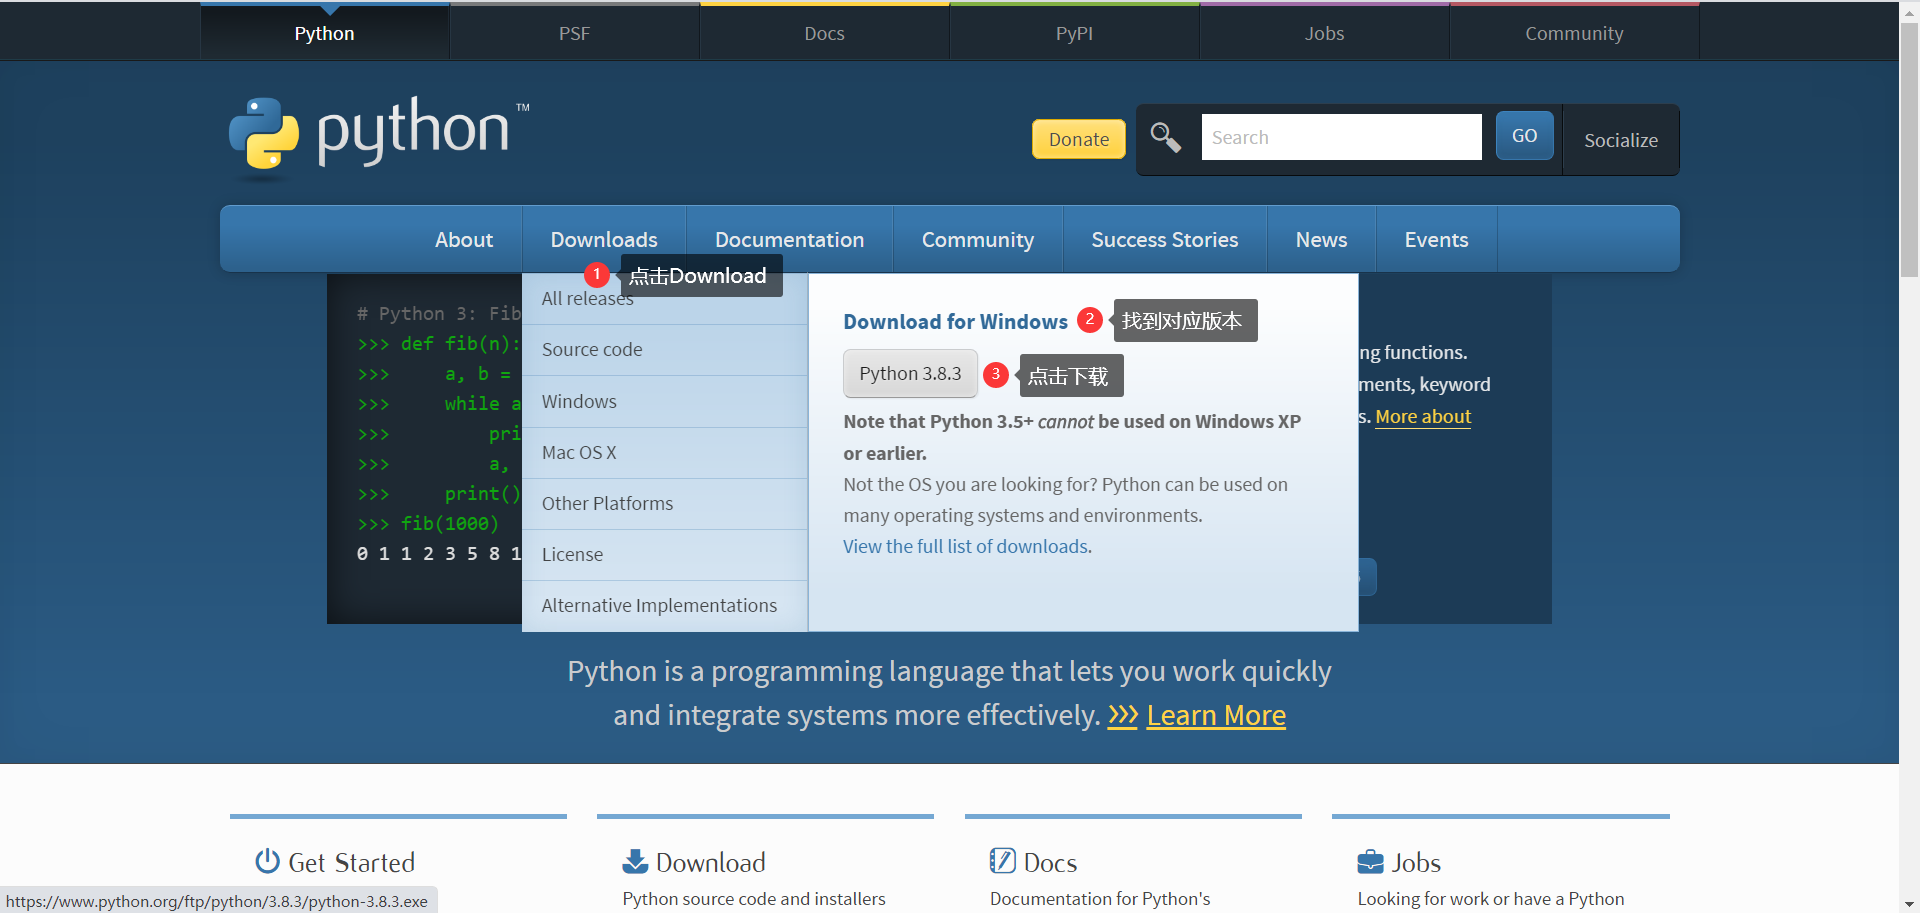 Python
PSF
Docs
PyPI
Jobs
Community
python™
Donate
Search
GO
Socialize
About
Downloads
Documentation
Community
Success Stories
News
Events
1
点击Download
All releases
Source code
Windows
Mac OS X
Other Platforms
License
Alternative Implementations
Download for Windows
2
找到对应版本
Python 3.8.3
3
点击下载
Note that Python 3.5+ cannot be used on Windows XP
or earlier.
Not the OS you are looking for? Python can be used on
many operating systems and environments.
View the full list of downloads.
# Python 3: Fib
>>> def fib(n):
>>>     a, b =
>>>     while a
>>>         pri
>>>         a,
>>>     print()
>>> fib(1000)
0 1 1 2 3 5 8 1
ng functions.
ments, keyword
s. More about
Python is a programming language that lets you work quickly
and integrate systems more effectively. >>> Learn More
Get Started
Download
Python source code and installers
Docs
Documentation for Python's
Jobs
Looking for work or have a Python
https://www.python.org/ftp/python/3.8.3/python-3.8.3.exe